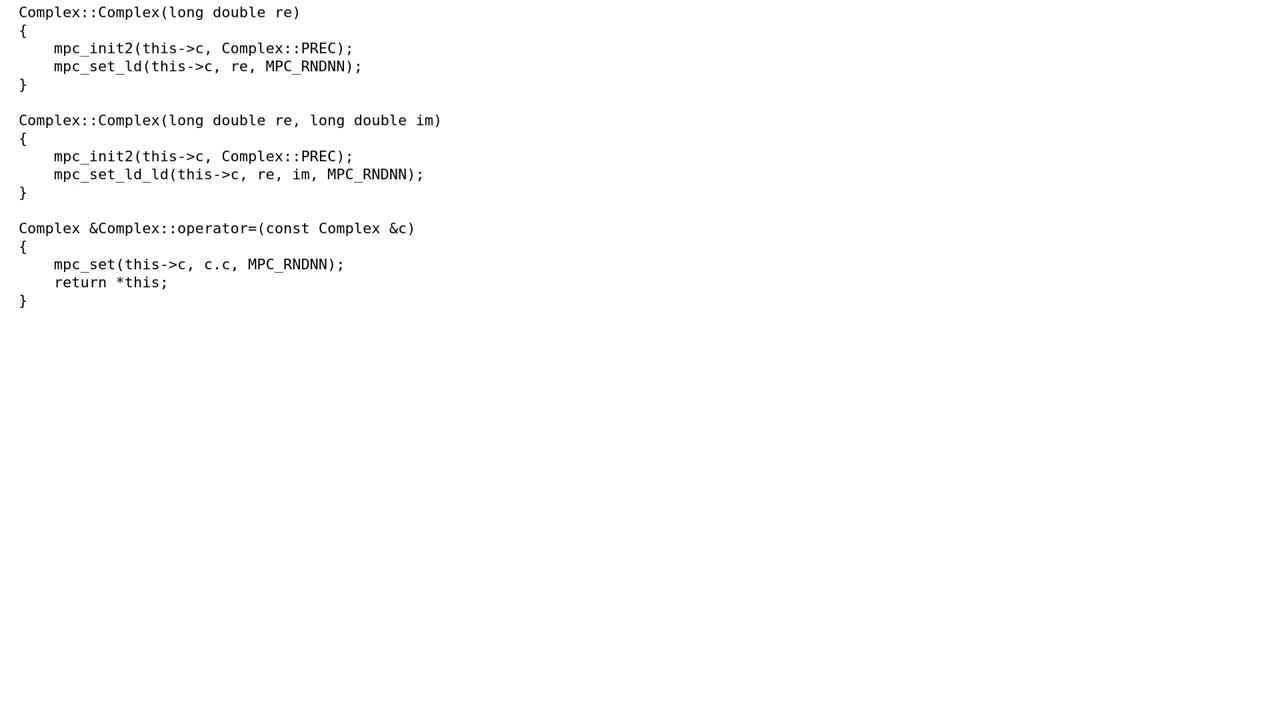 Complex::Complex(long double re)
{
    mpc_init2(this->c, Complex::PREC);
    mpc_set_ld(this->c, re, MPC_RNDNN);
}

Complex::Complex(long double re, long double im)
{
    mpc_init2(this->c, Complex::PREC);
    mpc_set_ld_ld(this->c, re, im, MPC_RNDNN);
}

Complex &Complex::operator=(const Complex &c)
{
    mpc_set(this->c, c.c, MPC_RNDNN);
    return *this;
}